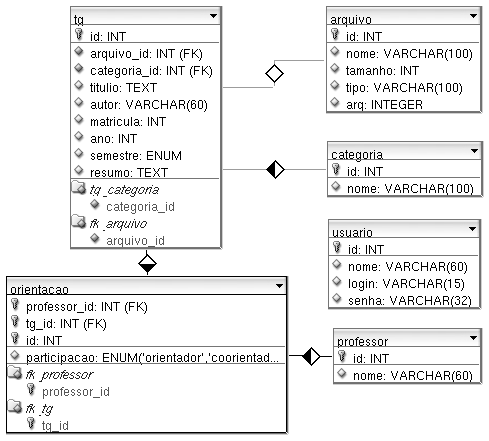 tg
id: INT
arquivo_id: INT (FK)
categoria_id: INT (FK)
titulio: TEXT
autor: VARCHAR(60)
matricula: INT
ano: INT
semestre: ENUM
resumo: TEXT
tg_categoria
categoria_id
fk_arquivo
arquivo_id
arquivo
id: INT
nome: VARCHAR(100)
tamanho: INT
tipo: VARCHAR(100)
arq: INTEGER
categoria
id: INT
nome: VARCHAR(100)
usuario
id: INT
nome: VARCHAR(60)
login: VARCHAR(15)
senha: VARCHAR(32)
orientacao
professor_id: INT (FK)
tg_id: INT (FK)
id: INT
participacao: ENUM('orientador','coorientad...
fk_professor
professor_id
fk_tg
tg_id
professor
id: INT
nome: VARCHAR(60)